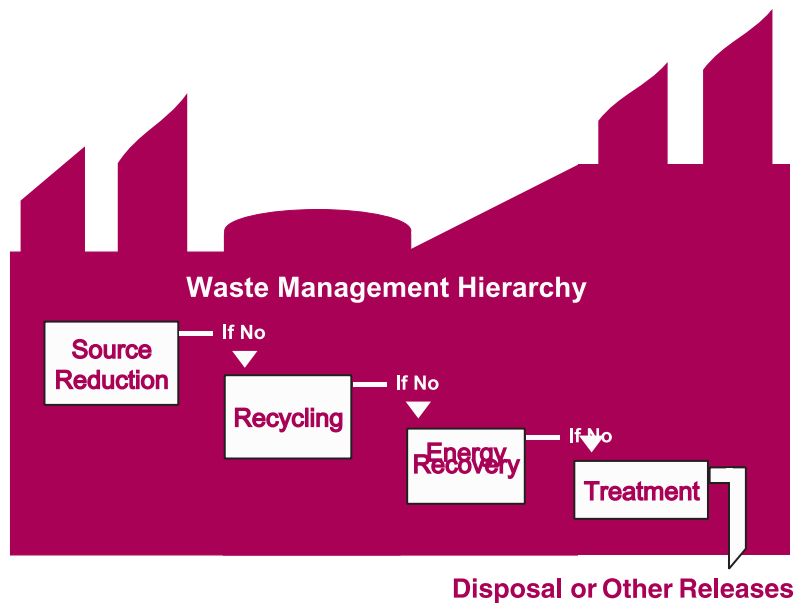 Waste Management Hierarchy
Source
Reduction
If No
Recycling
If No
Energy
Recovery
If No
Treatment
Disposal or Other Releases